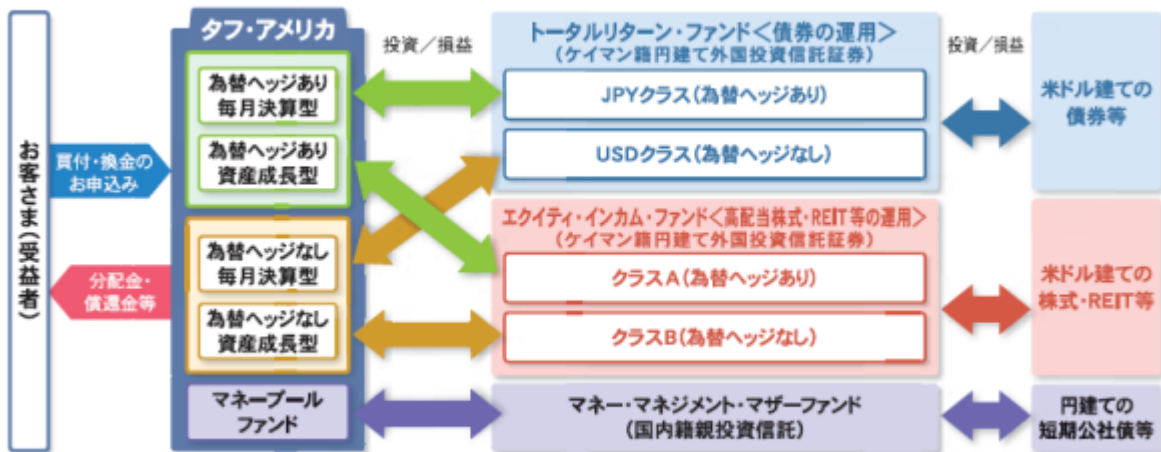 お客さま(受益者)
買付・換金の
お申込み
分配金・
償還金等
タフ・アメリカ
為替ヘッジあり
毎月決算型
為替ヘッジあり
資産成長型
為替ヘッジなし
毎月決算型
為替ヘッジなし
資産成長型
マネープール
ファンド
投資/損益
トータルリターン・ファンド<債券の運用>
(ケイマン籍円建て外国投資信託証券)
JPYクラス(為替ヘッジあり)
USDクラス(為替ヘッジなし)
エクイティ・インカム・ファンド<高配当株式・REIT等の運用>
(ケイマン籍円建て外国投資信託証券)
クラスA(為替ヘッジあり)
クラスB(為替ヘッジなし)
マネー・マネジメント・マザーファンド
(国内籍親投資信託)
投資/損益
米ドル建ての
債券等
米ドル建ての
株式・REIT等
円建ての
短期公社債等